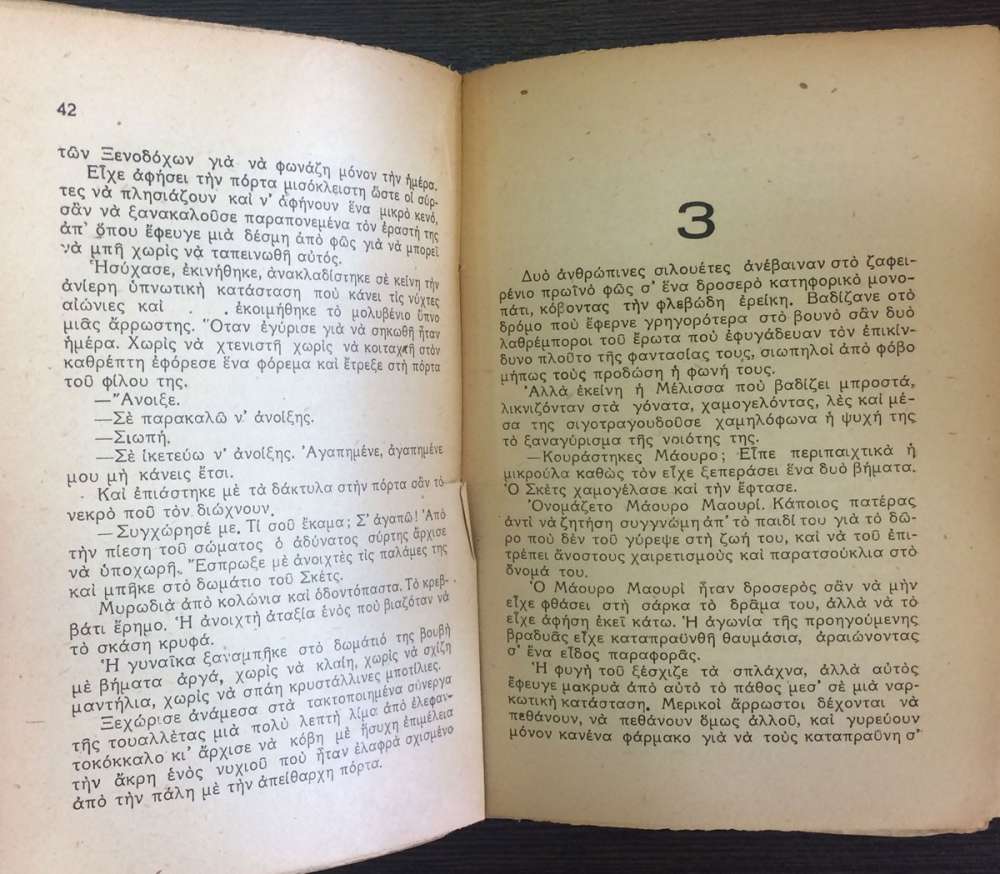 42
τῶν Ξενοδόχων γιὰ νὰ φωνάζη μόνον τὴν ἡμέρα.
Εἶχε ἀφήσει τὴν πόρτα μισόκλειστη ὥστε οἱ σύρ-
τες νὰ πλησιάζουν καὶ ν' ἀφήνουν ἕνα μικρὸ κενό,
σᾶν νὰ ξανακαλοῦσε παραπονεμένα τὸν ἐραστή της
ἀπ' ὅπου ἔφευγε μιὰ δέσμη ἀπὸ φῶς γιὰ νὰ μπορεῖ
νὰ μπῆ χωρὶς νὰ ταπεινωθῆ αὐτός.
Ἡσύχασε, ἐκινήθηκε, ἀνακλαδίστηκε σὲ κείνη τὴν
ἀνίερη ὑπνωτικὴ κατάσταση ποὺ κάνει τὶς νύχτες
αἰώνιες καὶ . . ἐκοιμήθηκε τὸ μολυβένιο ὕπνο
μιᾶς ἄρρωστης. Ὅταν ἐγύρισε γιὰ νὰ σηκωθῆ ἦταν
ἡμέρα. Χωρὶς νὰ χτενιστῆ χωρὶς νὰ κοιταχτῆ στὸν
καθρέπτη ἐφόρεσε ἕνα φόρεμα καὶ ἔτρεξε στὴ πόρτα
τοῦ φίλου της.
—Ἄνοιξε.
—Σὲ παρακαλῶ ν' ἀνοίξης.
—Σιωπή.
—Σὲ ἱκετεύω ν' ἀνοίξης. Ἀγαπημένε, ἀγαπημένε
μου μὴ κάνεις ἔτσι.
Καὶ ἐπιάστηκε μὲ τὰ δάκτυλα στὴν πόρτα σᾶν τὸ
νεκρὸ ποῦ τὸν διώχνουν.
— Συγχώρησέ με. Τί σοῦ ἔκαμα; Σ' ἀγαπῶ! Ἀπὸ
τὴν πίεση τοῦ σώματος ὁ ἀδύνατος σύρτης ἄρχισε
νὰ ὑποχωρῆ. Ἔσπρωξε μὲ ἀνοιχτὲς τὶς παλάμες της
καὶ μπῆκε στὸ δωμάτιο τοῦ Σκέτς.
Μυρωδιὰ ἀπὸ κολώνια καὶ ὀδοντόπαστα. Τὸ κρεβ-
βάτι ἔρημο. Ἡ ἀνοιχτὴ ἀταξία ἑνὸς ποὺ βιαζόταν νὰ
τὸ σκάση κρυφά.
Ἡ γυναῖκα ξαναμπῆκε στὸ δωμάτιό της βουβὴ
μὲ βήματα ἀργά, χωρὶς νὰ κλαίη, χωρὶς νὰ σχίζη
μαντήλια, χωρὶς νὰ σπάη κρυστάλλινες μποτίλιες.
Ξεχώρισε ἀνάμεσα στὰ τακτοποιημένα σύνεργα
τῆς τουαλλέτας μιὰ πολὺ λεπτὴ λίμα ἀπὸ ἐλεφαν-
τοκόκκαλο κι' ἄρχισε νὰ κόβη μὲ ἥσυχη ἐπιμέλεια
τὴν ἄκρη ἑνὸς νυχιοῦ ποὺ ἦταν ἐλαφρὰ σχισμένο
ἀπὸ τὴν πάλη μὲ τὴν ἀπείθαρχη πόρτα.
3
Δυὸ ἀνθρώπινες σιλουέτες ἀνέβαιναν στὸ ζαφει-
ρένιο πρωϊνὸ φῶς σ' ἕνα δροσερὸ κατηφορικὸ μονο-
πάτι, κόβοντας τὴν φλεβώδη ἐρείκη. Βαδίζανε οτὸ
δρόμο ποὺ ἔφερνε γρηγορότερα στὸ βουνὸ σᾶν δυὸ
λαθρέμποροι τοῦ ἔρωτα ποὺ ἐφυγάδευαν τὸν ἐπικίν-
δυνο πλοῦτο τῆς φαντασίας τους, σιωπηλοὶ ἀπὸ φόβο
μήπως τοὺς προδώση ἡ φωνή τους.
Ἀλλὰ ἐκείνη ἡ Μέλισσα ποὺ βαδίζει μπροστά,
λικνιζόνταν στὰ γόνατα, χαμογελόντας, λὲς καὶ μέ-
σα της σιγοτραγουδοῦσε χαμηλόφωνα ἡ ψυχή της
τὸ ξαναγύρισμα τῆς νοιότης της.
— Κουράστηκες Μάουρο; Εἶπε περιπαιχτικὰ ἡ
μικρούλα καθὼς τὸν εἶχε ξεπεράσει ἕνα δυὸ βήματα.
Ὁ Σκὲτς χαμογέλασε καὶ τὴν ἔφτασε.
Ὀνομάζετο Μάουρο Μαουρί. Κάποιος πατέρας
ἀντὶ νὰ ζητήση συγγνώμη ἀπ' τὸ παιδί του γιὰ τὸ δῶ-
ρο ποὺ δὲν τοῦ γύρεψε στὴ ζωή του, καὶ νὰ τοῦ ἐπι-
τρέπει ἄνοστους χαιρετισμοὺς καὶ παρατσούκλια στὸ
ὄνομά του.
Ὁ Μάουρο Μαουρὶ ἦταν δροσερὸς σᾶν νὰ μὴν
εἶχε φθάσει στὴ σάρκα τὸ δρᾶμα του, ἀλλὰ νὰ τὸ
εἶχε ἀφήση ἐκεῖ κάτω. Ἡ ἀγωνία τῆς προηγούμενης
βραδυᾶς εἶχε καταπραϋνθῆ θαυμάσια, ἀραιώνοντας
σ' ἕνα εἶδος παραφορᾶς.
Ἡ φυγὴ τοῦ ξέσχιζε τὰ σπλάχνα, ἀλλὰ αὐτὸς
ἔφευγε μακρυὰ ἀπὸ αὐτὸ τὸ πάθος μεσ' σὲ μιὰ ναρ-
κωτικὴ κατάσταση. Μερικοὶ ἄρρωστοι δέχονται νὰ
πεθάνουν, νὰ πεθάνουν ὅμως ἀλλοῦ, καὶ γυρεύουν
μόνον κανένα φάρμακο γιὰ νὰ τοὺς καταπραΰνη σ'